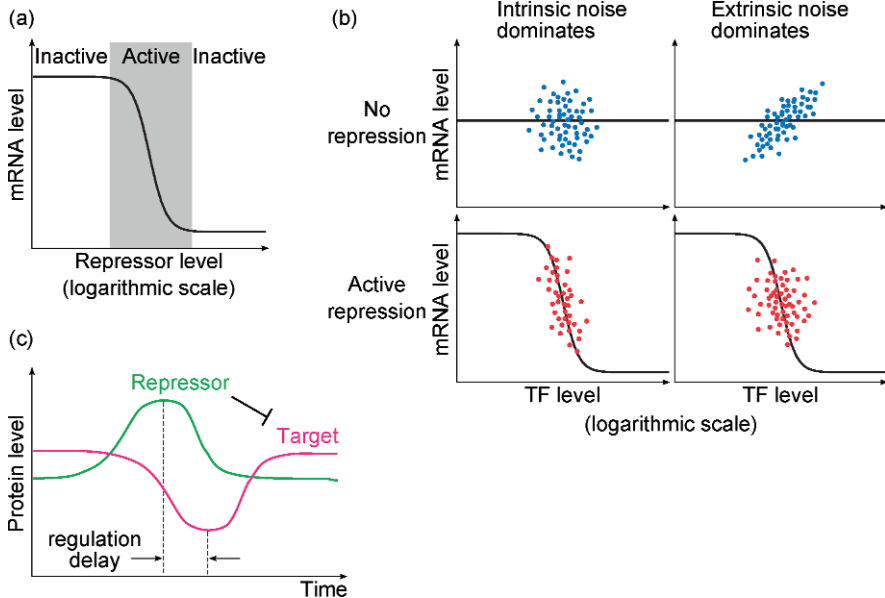 (a)
Inactive Active Inactive
mRNA level
Repressor level
(logarithmic scale)
(b)
Intrinsic noise
dominates
Extrinsic noise
dominates
No
repression
mRNA level
Active
repression
mRNA level
TF level
TF level
(logarithmic scale)
(c)
Repressor
Target
Protein level
regulation
delay
Time